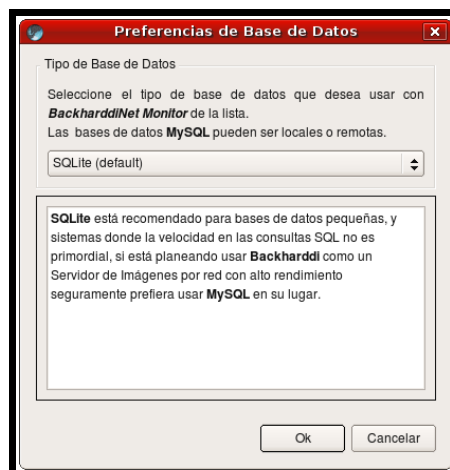 Preferencias de Base de Datos
Tipo de Base de Datos
Seleccione el tipo de base de datos que desea usar con
BackharddiNet Monitor de la lista.
Las bases de datos MySQL pueden ser locales o remotas.
SQLite (default)
SQLite está recomendado para bases de datos pequeñas, y
sistemas donde la velocidad en las consultas SQL no es
primordial, si está planeando usar Backharddi como un
Servidor de Imágenes por red con alto rendimiento
seguramente prefiera usar MySQL en su lugar.
Ok
Cancelar